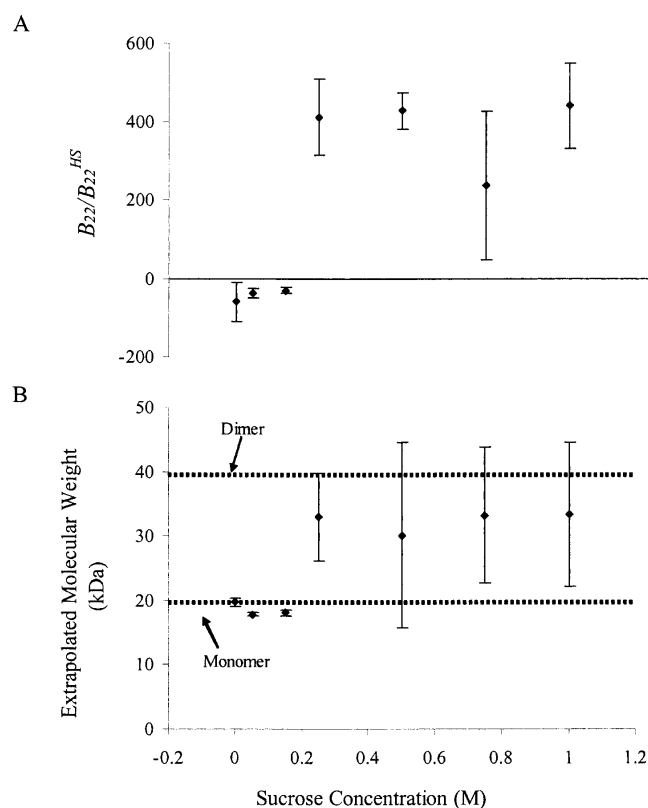 A
600
400
200
0
-200
B₂₂/B₂₂ᴴˢ
B
50
40
30
20
10
0
Extrapolated Molecular Weight
(kDa)
Dimer
Monomer
-0.2 0 0.2 0.4 0.6 0.8 1 1.2
Sucrose Concentration (M)